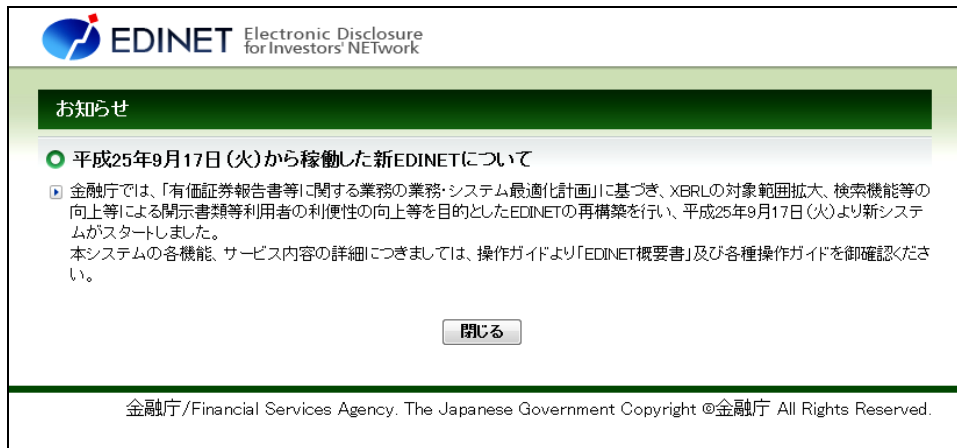 EDINET Electronic Disclosure
for Investors' NETwork
お知らせ
平成25年9月17日(火)から稼働した新EDINETについて
金融庁では、「有価証券報告書等に関する業務の業務・システム最適化計画」に基づき、XBRLの対象範囲拡大、検索機能等の
向上等による開示書類等利用者の利便性の向上等を目的としたEDINETの再構築を行い、平成25年9月17日(火)より新システ
ムがスタートしました。
本システムの各機能、サービス内容の詳細につきましては、操作ガイドより「EDINET概要書」及び各種操作ガイドを御確認くださ
い。
閉じる
金融庁/Financial Services Agency. The Japanese Government Copyright ©金融庁 All Rights Reserved.